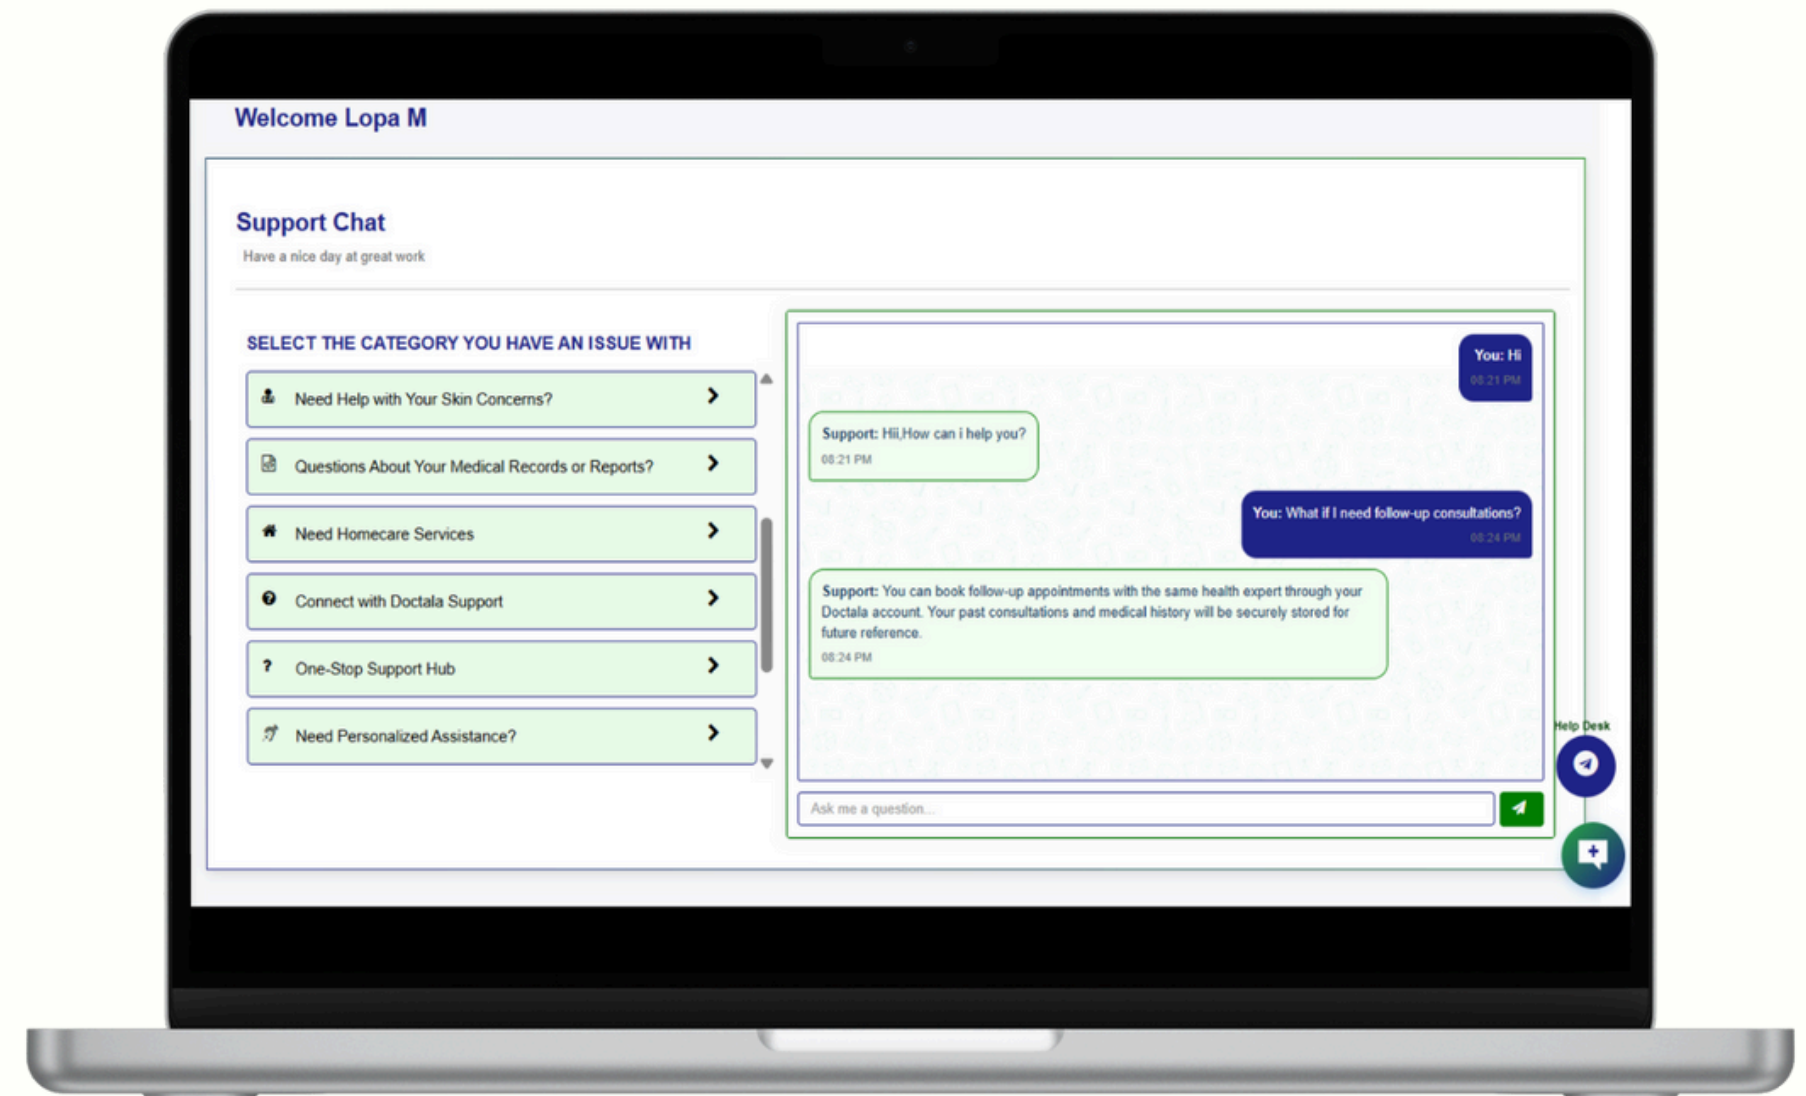 Welcome Lopa M
Support Chat
Have a nice day at great work
SELECT THE CATEGORY YOU HAVE AN ISSUE WITH
Need Help with Your Skin Concerns?
Questions About Your Medical Records or Reports?
Need Homecare Services
Connect with Doctala Support
One-Stop Support Hub
Need Personalized Assistance?
You: Hi
08:21 PM
Support: Hii,How can i help you?
08:21 PM
You: What if I need follow-up consultations?
08:24 PM
Support: You can book follow-up appointments with the same health expert through your
Doctala account. Your past consultations and medical history will be securely stored for
future reference.
08:24 PM
Ask me a question...
Help Desk